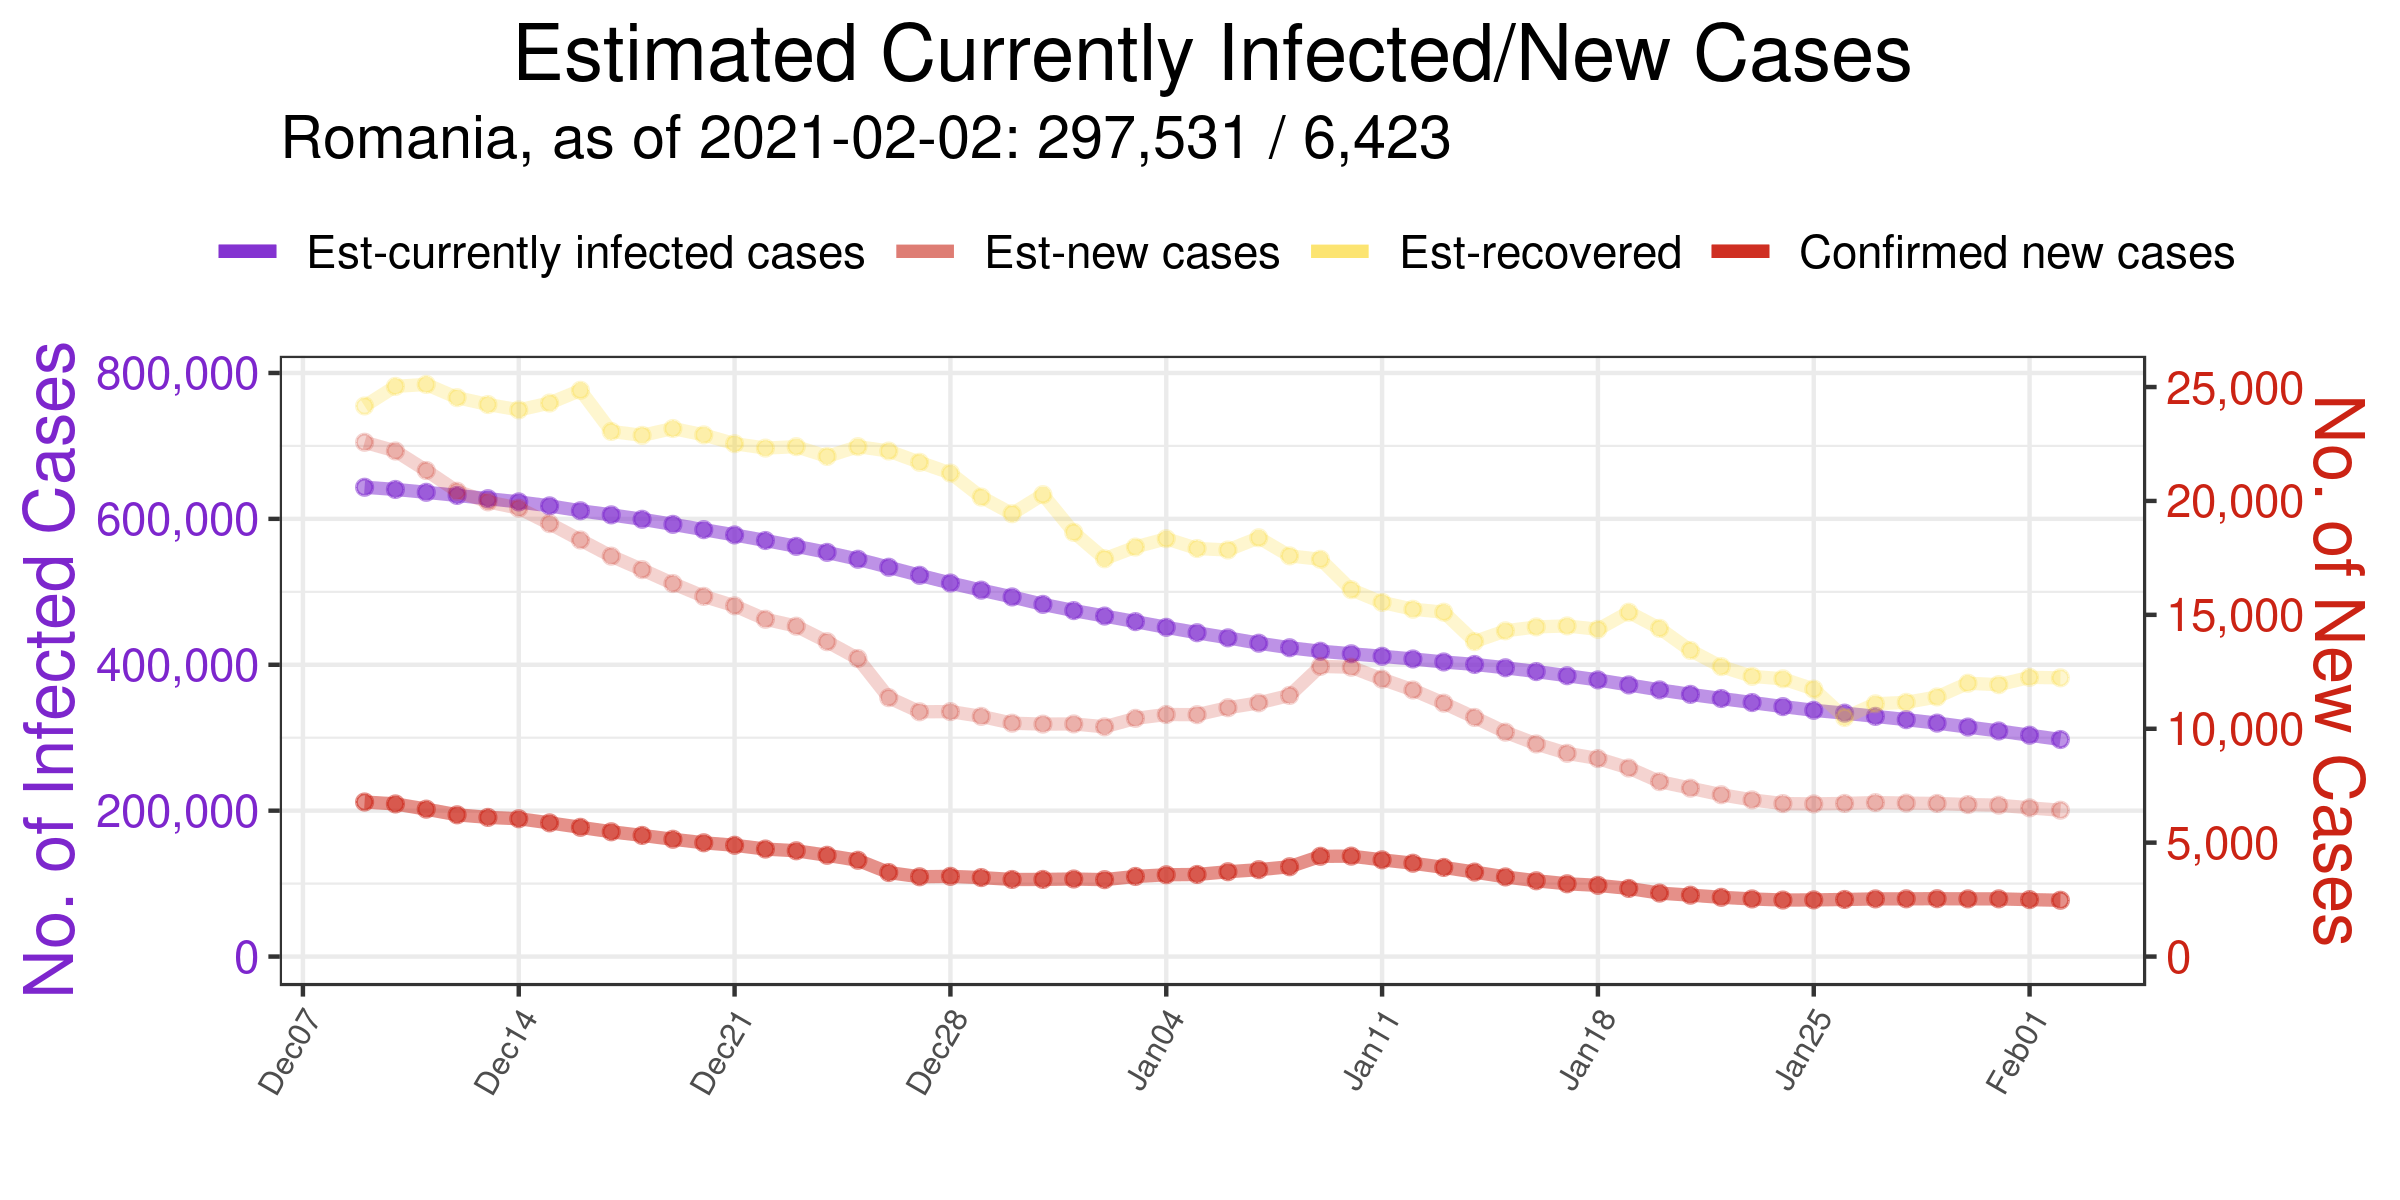 Estimated Currently Infected/New Cases
Romania, as of 2021-02-02: 297,531 / 6,423
Est-currently infected cases
Est-new cases
Est-recovered
Confirmed new cases
No. of Infected Cases
800,000
600,000
400,000
200,000
0
25,000
20,000
15,000
10,000
5,000
0
No. of New Cases
Dec07
Dec14
Dec21
Dec28
Jan04
Jan11
Jan18
Jan25
Feb01